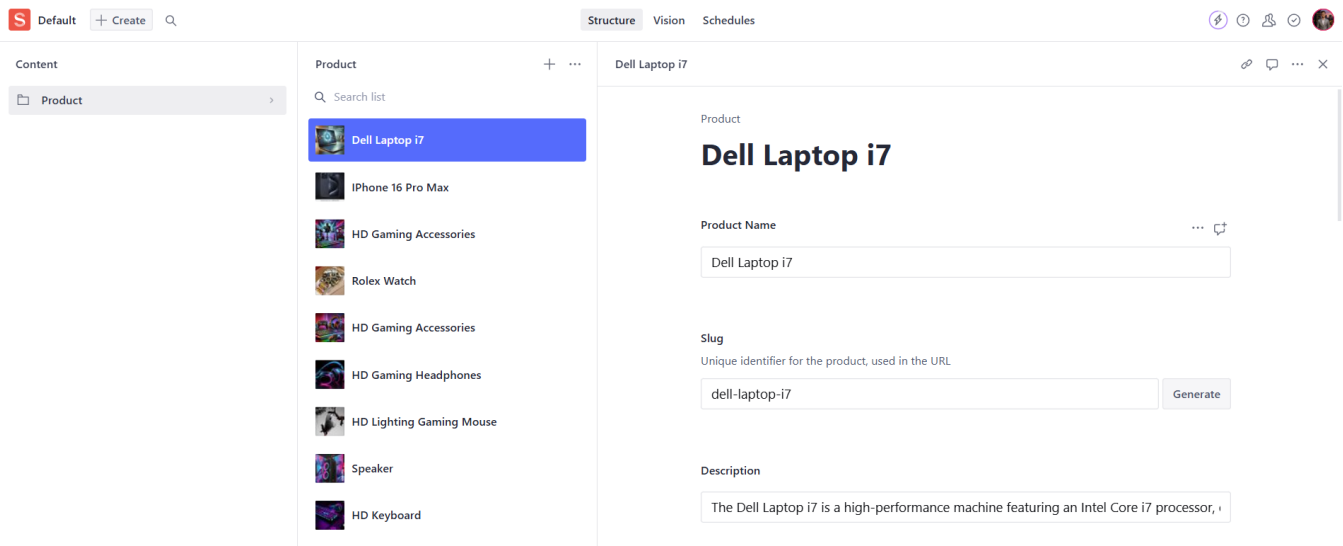 S Default + Create Structure Vision Schedules
Content
Product
Product
Search list
Dell Laptop i7
IPhone 16 Pro Max
HD Gaming Accessories
Rolex Watch
HD Gaming Accessories
HD Gaming Headphones
HD Lighting Gaming Mouse
Speaker
HD Keyboard
Dell Laptop i7
Product
Dell Laptop i7
Product Name
Dell Laptop i7
Slug
Unique identifier for the product, used in the URL
dell-laptop-i7 Generate
Description
The Dell Laptop i7 is a high-performance machine featuring an Intel Core i7 processor,